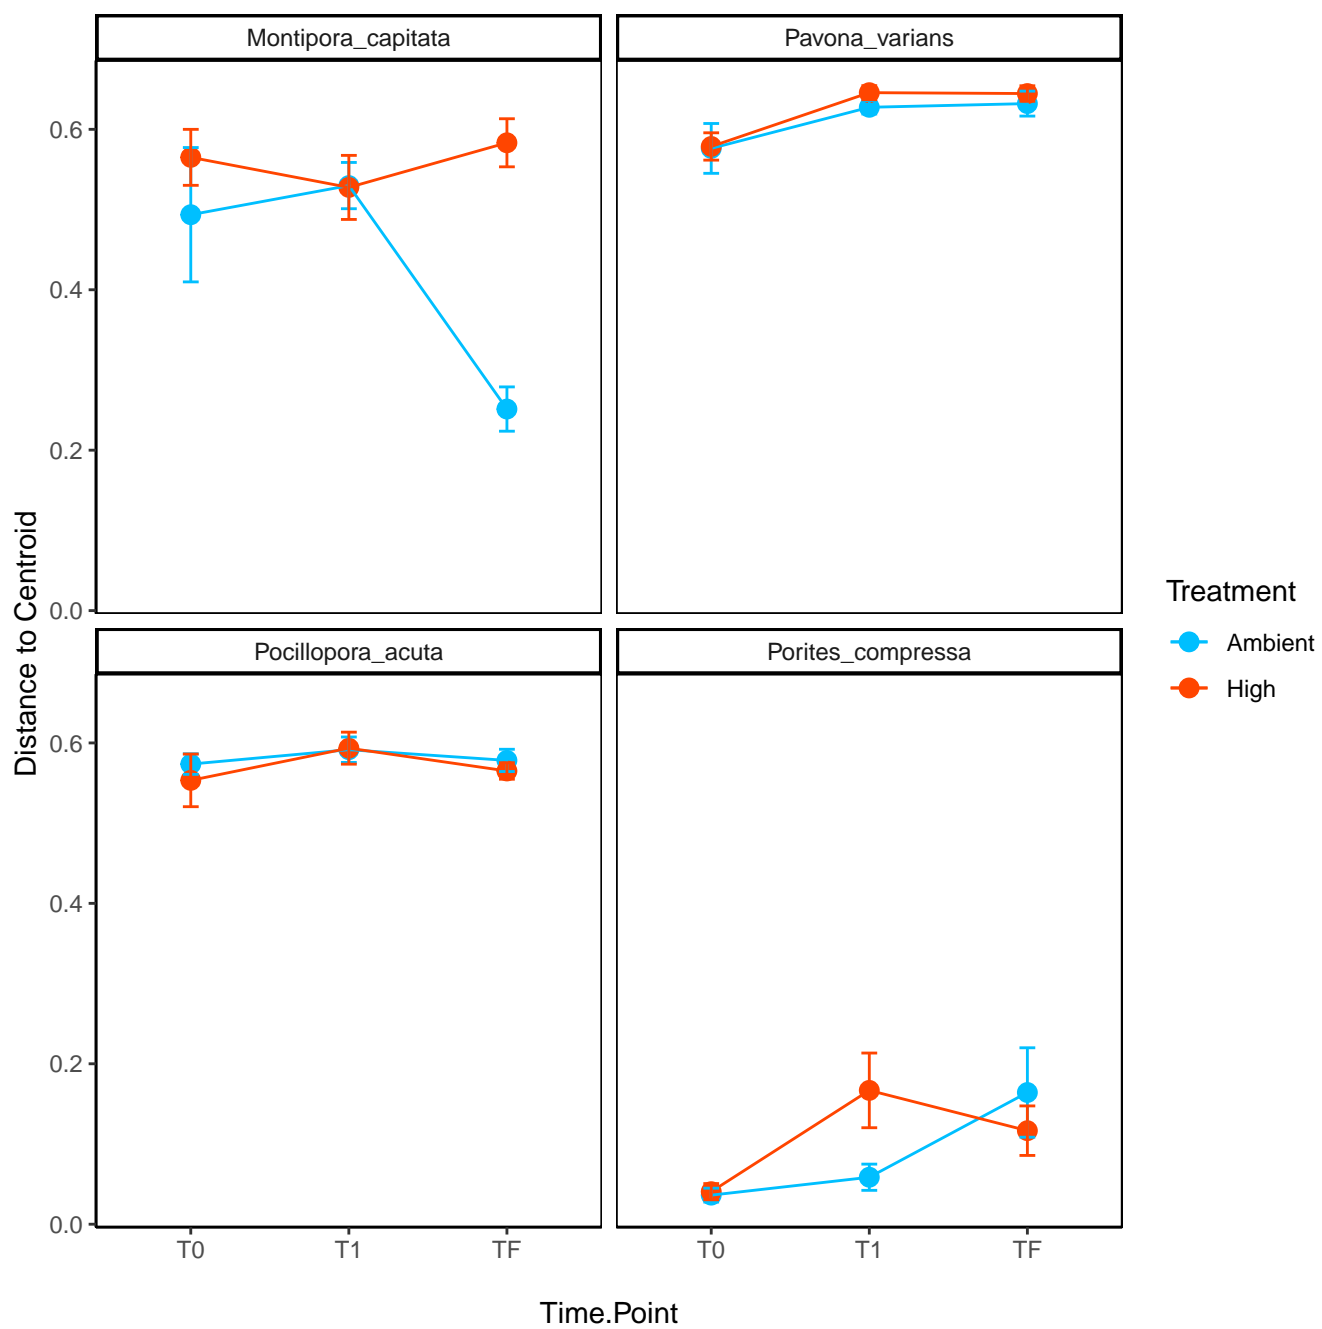 Montipora_capitata
Pavona_varians
0.6
0.4
0.2
0.0
Pocillopora_acuta
Porites_compressa
0.6
0.4
0.2
0.0
T0
T1
TF
T0
T1
TF
Time.Point
Distance to Centroid
Treatment
Ambient
High